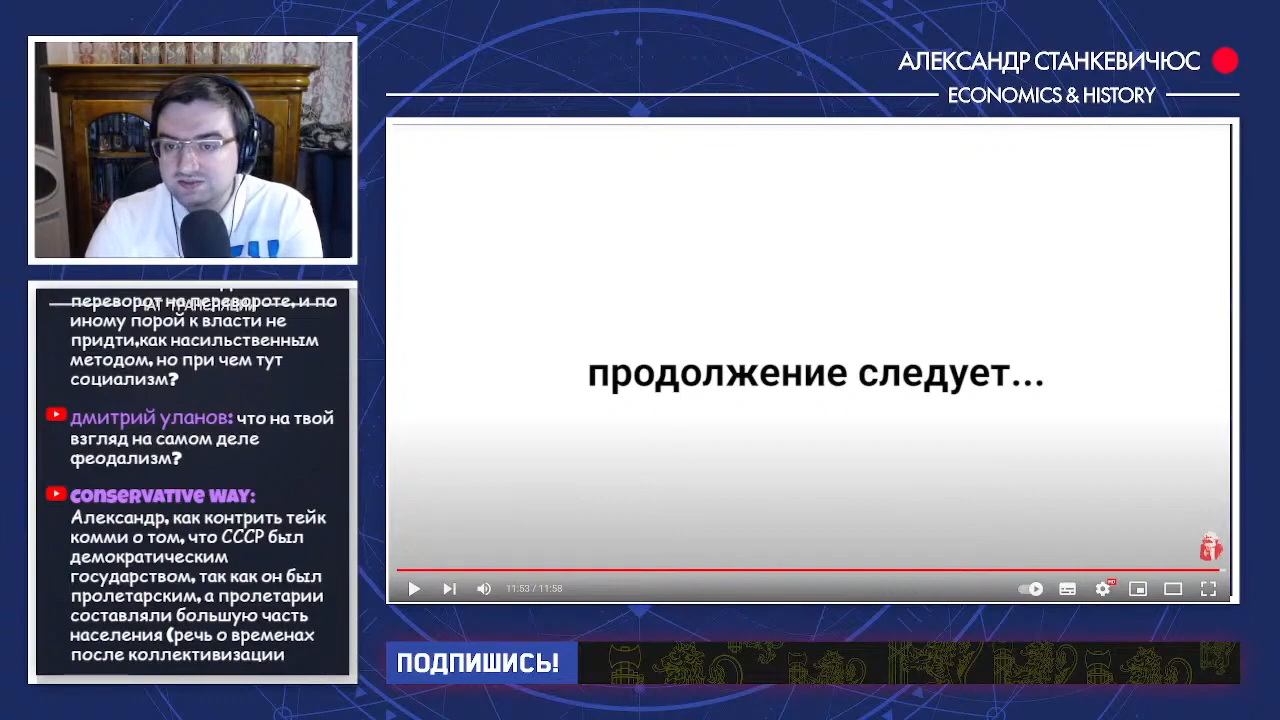 АЛЕКСАНДР СТАНКЕВИЧЮС
ECONOMICS & HISTORY
продолжение следует...
11:53 / 11:58
HD
ПОДПИШИСЬ!
ЧАТ ТРАНСЛЯЦИИ
переворот на перевороте, и по
иному порой к власти не
придти,как насильственным
методом, но при чем тут
социализм?
дмитрий уланов: что на твой
взгляд на самом деле
феодализм?
Conservative Way:
Александр, как контрить тейк
комми о том, что СССР был
демократическим
государством, так как он был
пролетарским, а пролетарии
составляли большую часть
населения (речь о временах
после коллективизации